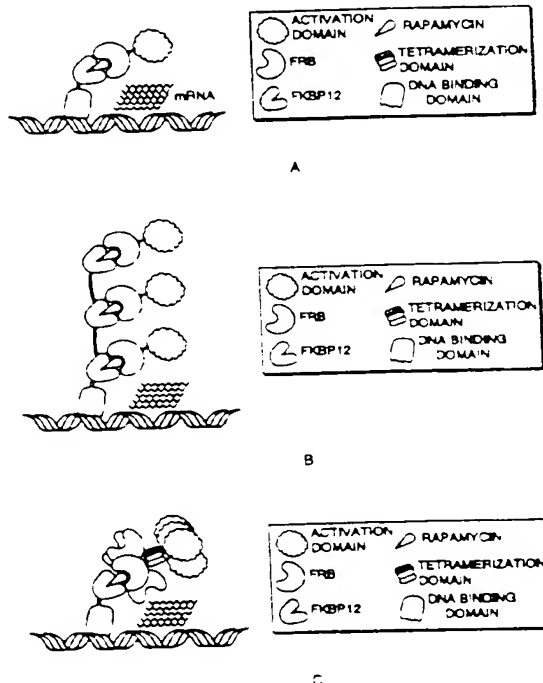 ACTIVATION DOMAIN
FRB
FKBP12
RAPAMYCIN
TETRAMERIZATION DOMAIN
DNA BINDING DOMAIN
mRNA
A
ACTIVATION DOMAIN
FRB
FKBP12
RAPAMYCIN
TETRAMERIZATION DOMAIN
DNA BINDING DOMAIN
B
ACTIVATION DOMAIN
FRB
FKBP12
RAPAMYCIN
TETRAMERIZATION DOMAIN
DNA BINDING DOMAIN